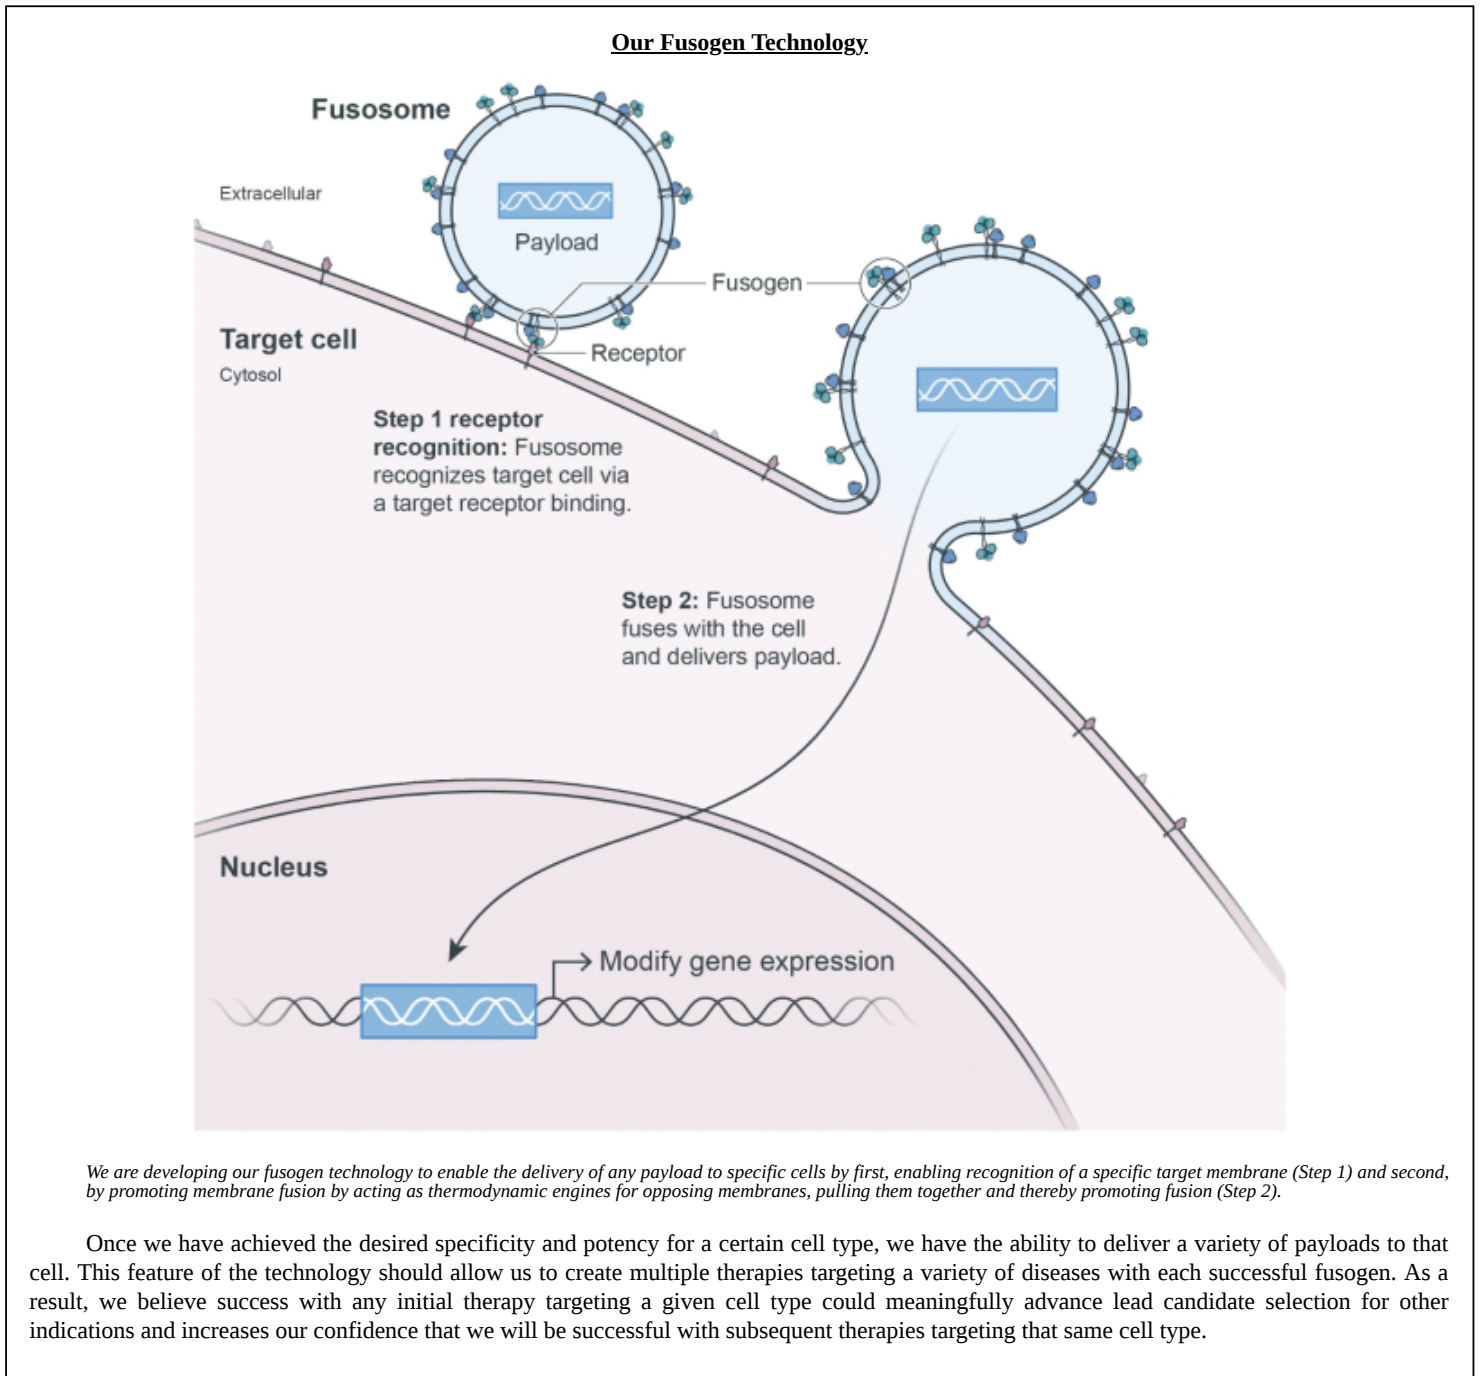 Our Fusogen Technology
Fusosome
Extracellular
Payload
Fusogen
Target cell
Receptor
Cytosol
Step 1 receptor
recognition: Fusosome
recognizes target cell via
a target receptor binding.
Step 2: Fusosome
fuses with the cell
and delivers payload.
Nucleus
Modify gene expression
We are developing our fusogen technology to enable the delivery of any payload to specific cells by first, enabling recognition of a specific target membrane (Step 1) and second,
by promoting membrane fusion by acting as thermodynamic engines for opposing membranes, pulling them together and thereby promoting fusion (Step 2).
Once we have achieved the desired specificity and potency for a certain cell type, we have the ability to deliver a variety of payloads to that
cell. This feature of the technology should allow us to create multiple therapies targeting a variety of diseases with each successful fusogen. As a
result, we believe success with any initial therapy targeting a given cell type could meaningfully advance lead candidate selection for other
indications and increases our confidence that we will be successful with subsequent therapies targeting that same cell type.